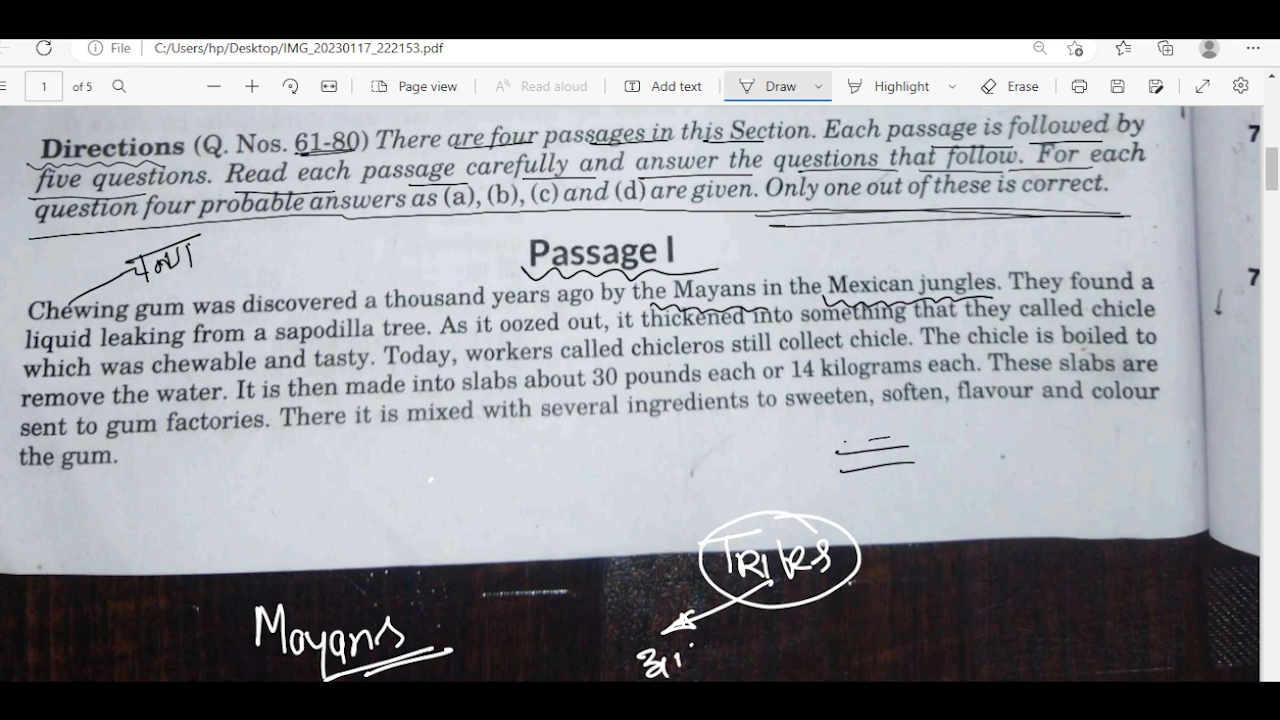 File C:/Users/hp/Desktop/IMG_20230117_222153.pdf
1 of 5 Page view Read aloud Add text Draw Highlight Erase
Directions (Q. Nos. 61-80) There are four passages in this Section. Each passage is followed by
five questions. Read each passage carefully and answer the questions that follow. For each
question four probable answers as (a), (b), (c) and (d) are given. Only one out of these is correct.
Passage I
Chewing gum was discovered a thousand years ago by the Mayans in the Mexican jungles. They found a
liquid leaking from a sapodilla tree. As it oozed out, it thickened into something that they called chicle
which was chewable and tasty. Today, workers called chicleros still collect chicle. The chicle is boiled to
remove the water. It is then made into slabs about 30 pounds each or 14 kilograms each. These slabs are
sent to gum factories. There it is mixed with several ingredients to sweeten, soften, flavour and colour
the gum.
7
7
TRIbes
Mayans